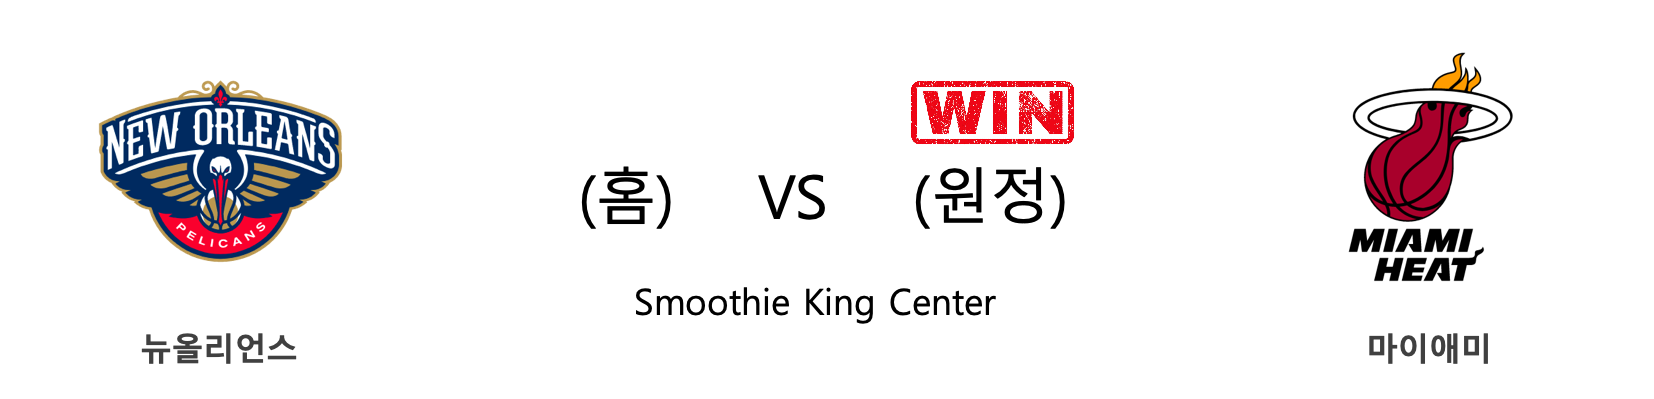 NEW ORLEANS
PELICANS
뉴올리언스
WIN
(홈) VS (원정)
Smoothie King Center
MIAMI
HEAT
마이애미